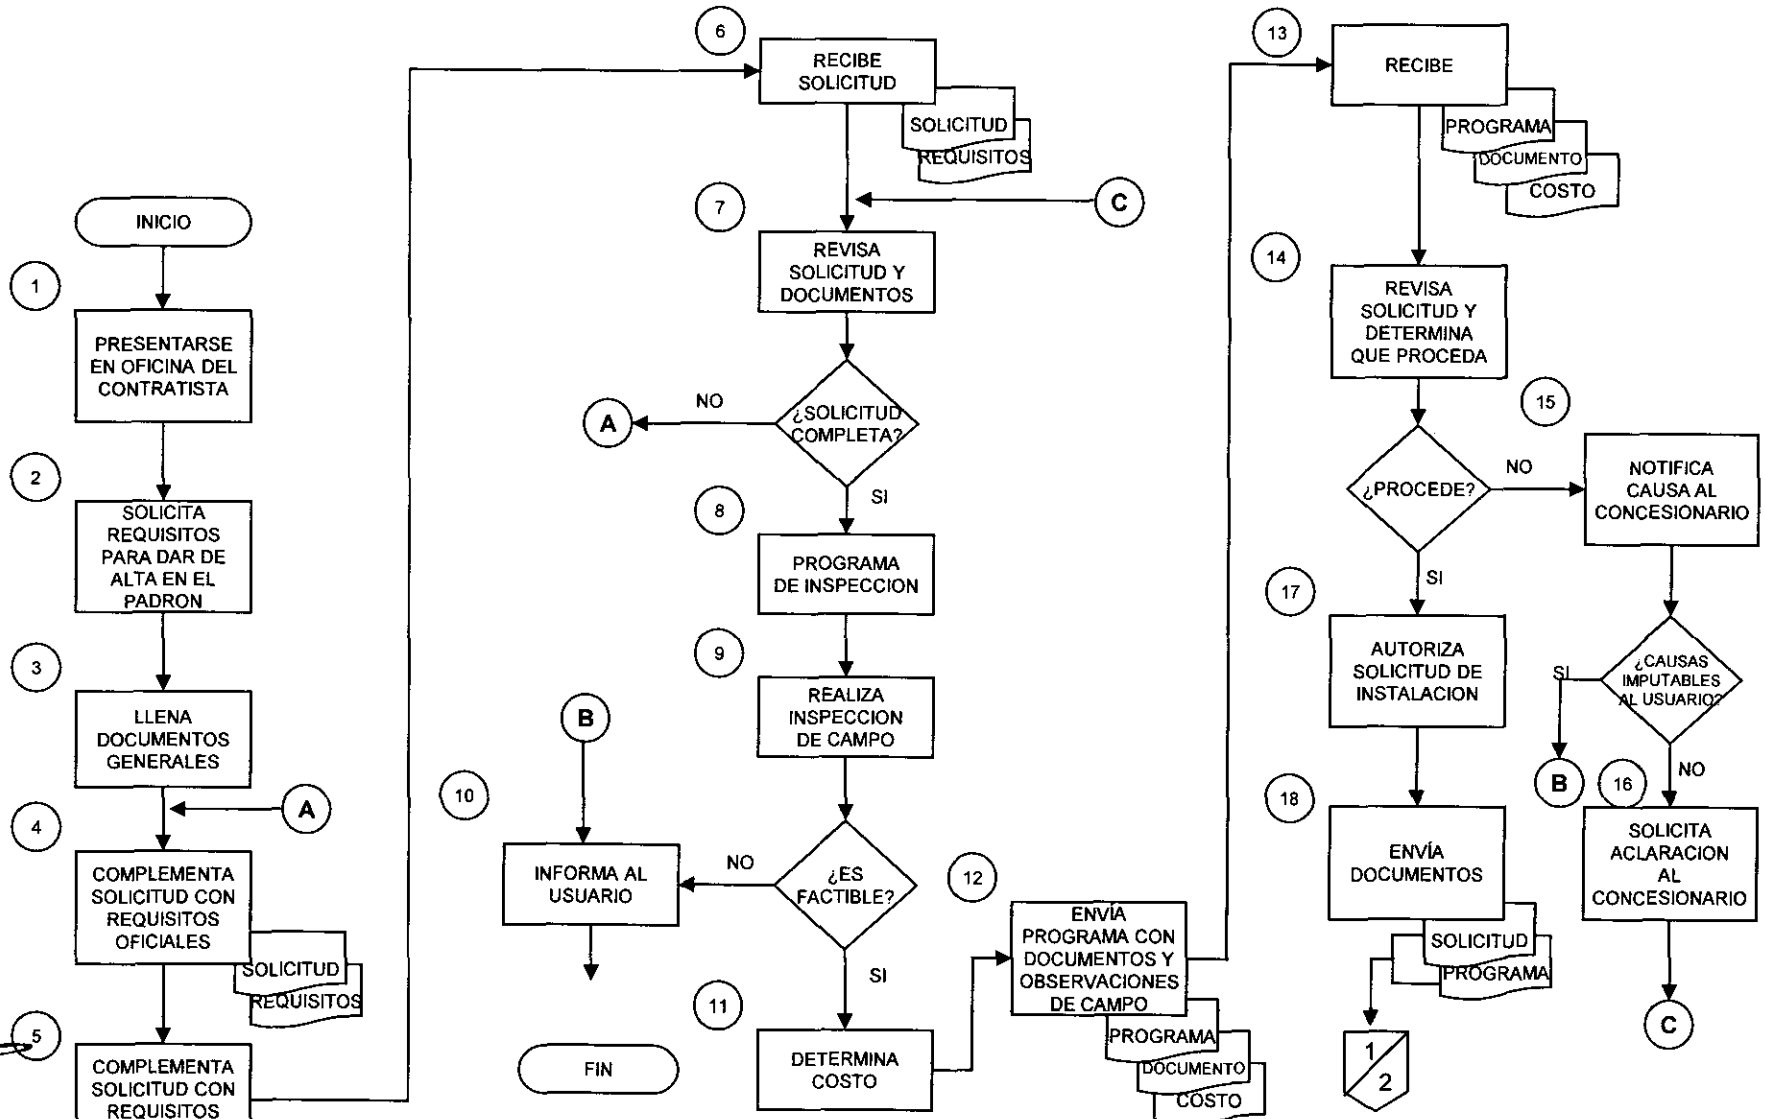 INICIO
1
PRESENTARSE
EN OFICINA DEL
CONTRATISTA
2
SOLICITA
REQUISITOS
PARA DAR DE
ALTA EN EL
PADRON
3
LLENA
DOCUMENTOS
GENERALES
A
4
COMPLEMENTA
SOLICITUD CON
REQUISITOS
OFICIALES
SOLICITUD
REQUISITOS
5
COMPLEMENTA
SOLICITUD CON
REQUISITOS
6
RECIBE
SOLICITUD
SOLICITUD
REQUISITOS
C
7
REVISA
SOLICITUD Y
DOCUMENTOS
¿SOLICITUD
COMPLETA?
NO
A
SI
8
PROGRAMA
DE INSPECCION
9
REALIZA
INSPECCION
DE CAMPO
B
10
INFORMA AL
USUARIO
NO
¿ES
FACTIBLE?
SI
FIN
11
DETERMINA
COSTO
12
ENVÍA
PROGRAMA CON
DOCUMENTOS Y
OBSERVACIONES
DE CAMPO
PROGRAMA
DOCUMENTO
COSTO
13
RECIBE
PROGRAMA
DOCUMENTO
COSTO
14
REVISA
SOLICITUD Y
DETERMINA
QUE PROCEDA
¿PROCEDE?
NO
SI
15
NOTIFICA
CAUSA AL
CONCESIONARIO
¿CAUSAS
IMPUTABLES
AL USUARIO?
SI
B
NO
16
SOLICITA
ACLARACION
AL
CONCESIONARIO
C
17
AUTORIZA
SOLICITUD DE
INSTALACION
18
ENVÍA
DOCUMENTOS
SOLICITUD
PROGRAMA
1
2